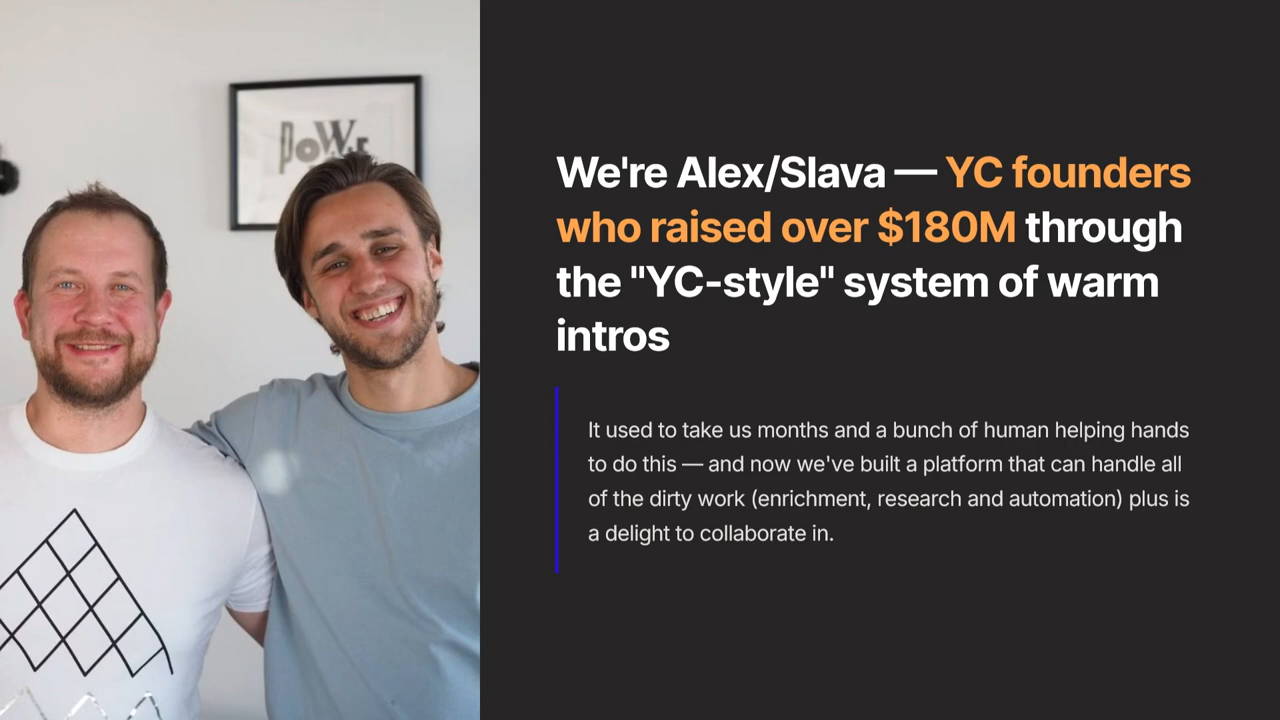 PoWer
We're Alex/Slava — YC founders
who raised over $180M through
the "YC-style" system of warm
intros
It used to take us months and a bunch of human helping hands
to do this — and now we've built a platform that can handle all
of the dirty work (enrichment, research and automation) plus is
a delight to collaborate in.